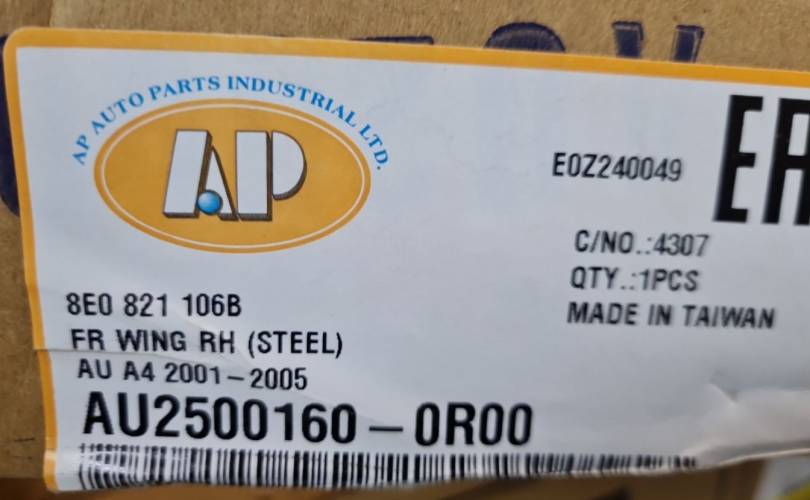 AP AUTO PARTS INDUSTRIAL LTD.
AP
E0Z240049
C/NO.:4307
QTY.:1PCS
MADE IN TAIWAN
8E0 821 106B
FR WING RH (STEEL)
AU A4 2001-2005
AU2500160-0R00